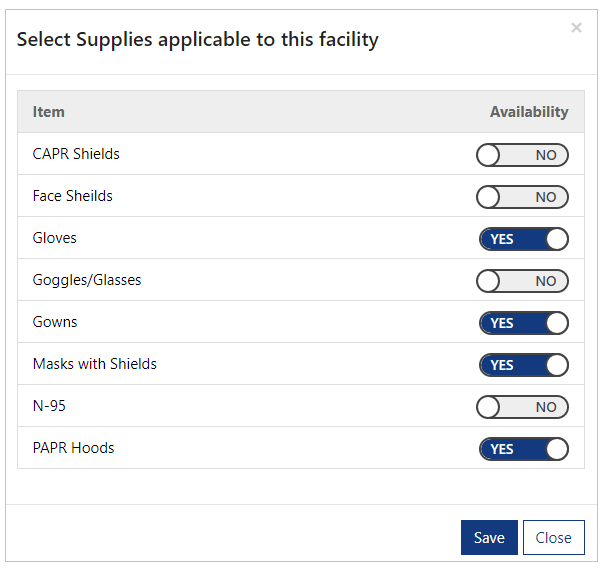 Select Supplies applicable to this facility
×
Item Availability
CAPR Shields NO
Face Sheilds NO
Gloves YES
Goggles/Glasses NO
Gowns YES
Masks with Shields YES
N-95 NO
PAPR Hoods YES
Save Close